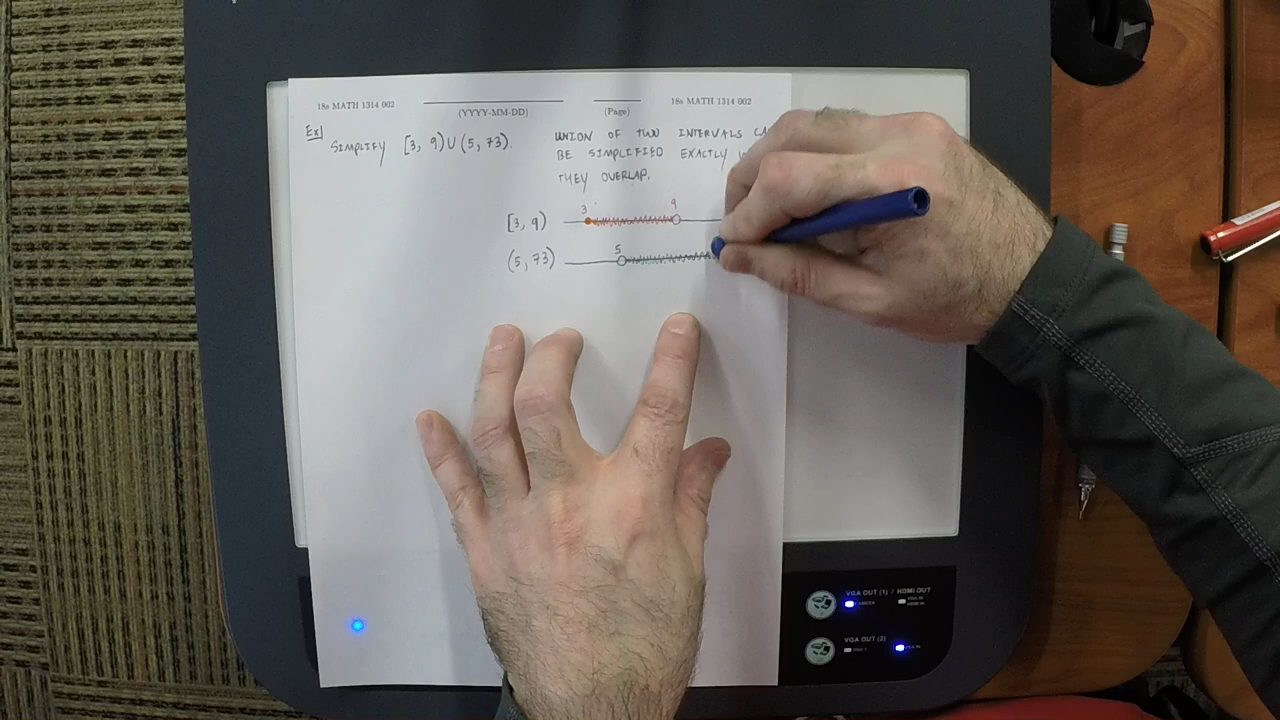 18s MATH 1314 002 (YYYY-MM-DD) (Page) 18s MATH 1314 002
Ex] SIMPLIFY [3, 9) U (5, 73).
UNION OF TWO INTERVALS
BE SIMPLIFIED EXACTLY
THEY OVERLAP.
3 9
[3, 9)
5
(5, 73)
VGA OUT (1) / HDMI OUT
VGA OUT (2)